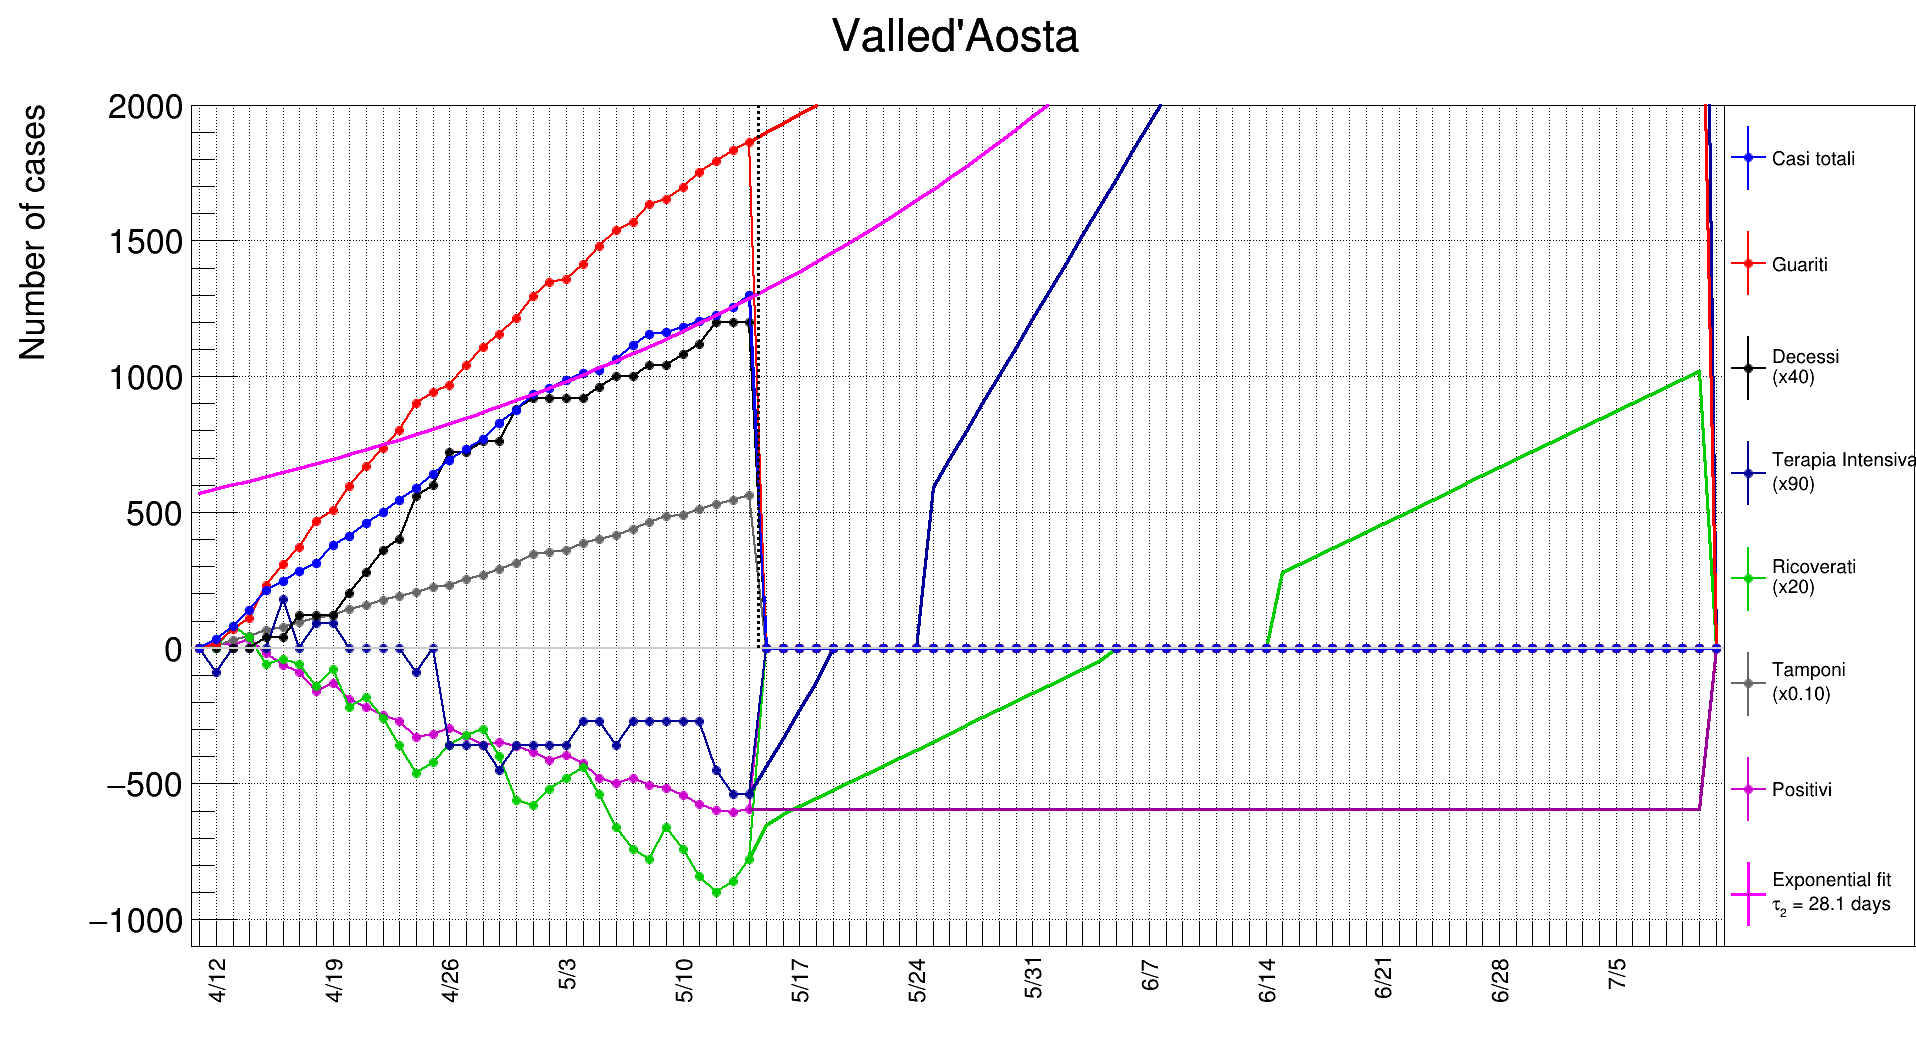 Valled'Aosta
Number of cases
2000
1500
1000
500
0
−500
−1000
4/12
4/19
4/26
5/3
5/10
5/17
5/24
5/31
6/7
6/14
6/21
6/28
7/5
Casi totali
Guariti
Decessi
(x40)
Terapia Intensiva
(x90)
Ricoverati
(x20)
Tamponi
(x0.10)
Positivi
Exponential fit
τ2 = 28.1 days